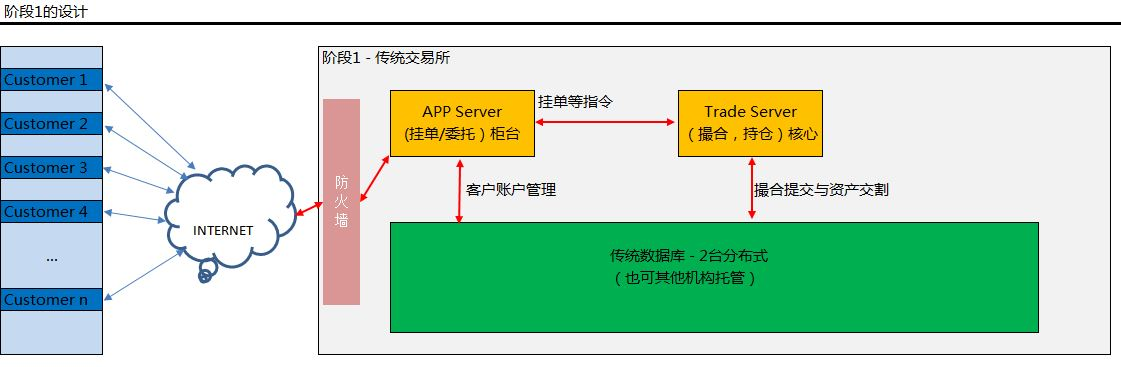 阶段1的设计
阶段1 - 传统交易所
Customer 1
Customer 2
Customer 3
Customer 4
...
Customer n
INTERNET
防火墙
APP Server
(挂单/委托）柜台
挂单等指令
Trade Server
（撮合，持仓）核心
客户账户管理
撮合提交与资产交割
传统数据库 - 2台分布式
（也可其他机构托管）